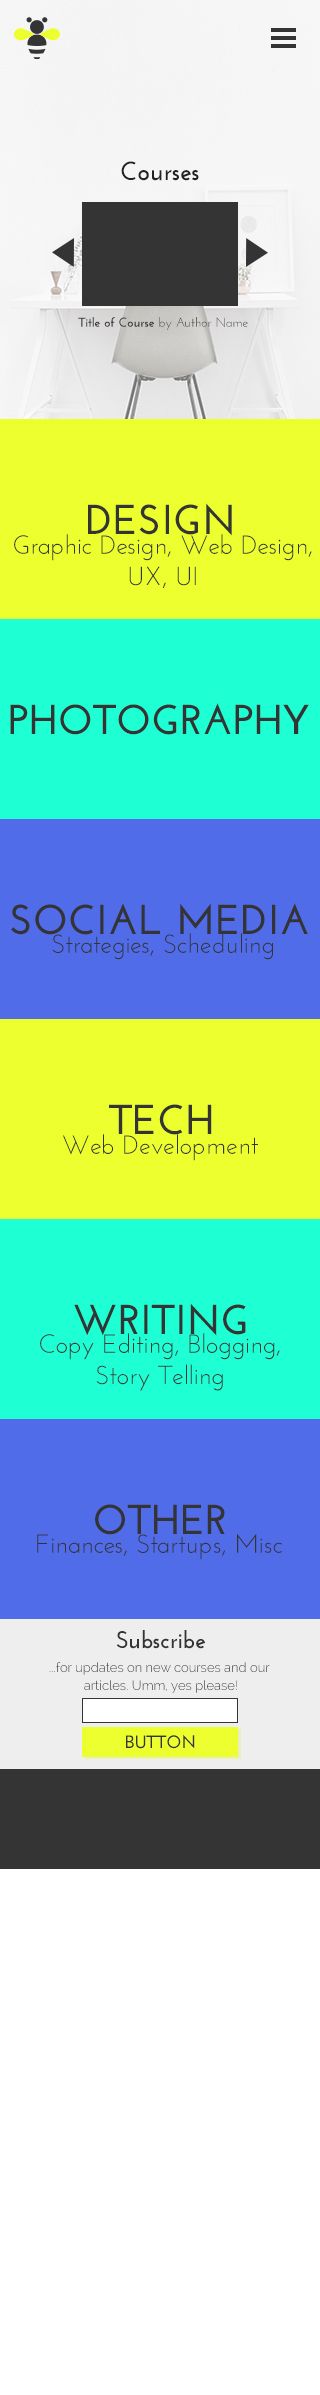 Courses
Title of Course by Author Name
DESIGN
Graphic Design, Web Design,
UX, UI
PHOTOGRAPHY
SOCIAL MEDIA
Strategies, Scheduling
TECH
Web Development
WRITING
Copy Editing, Blogging,
Story Telling
OTHER
Finances, Startups, Misc
Subscribe
...for updates on new courses and our
articles. Umm, yes please!
BUTTON